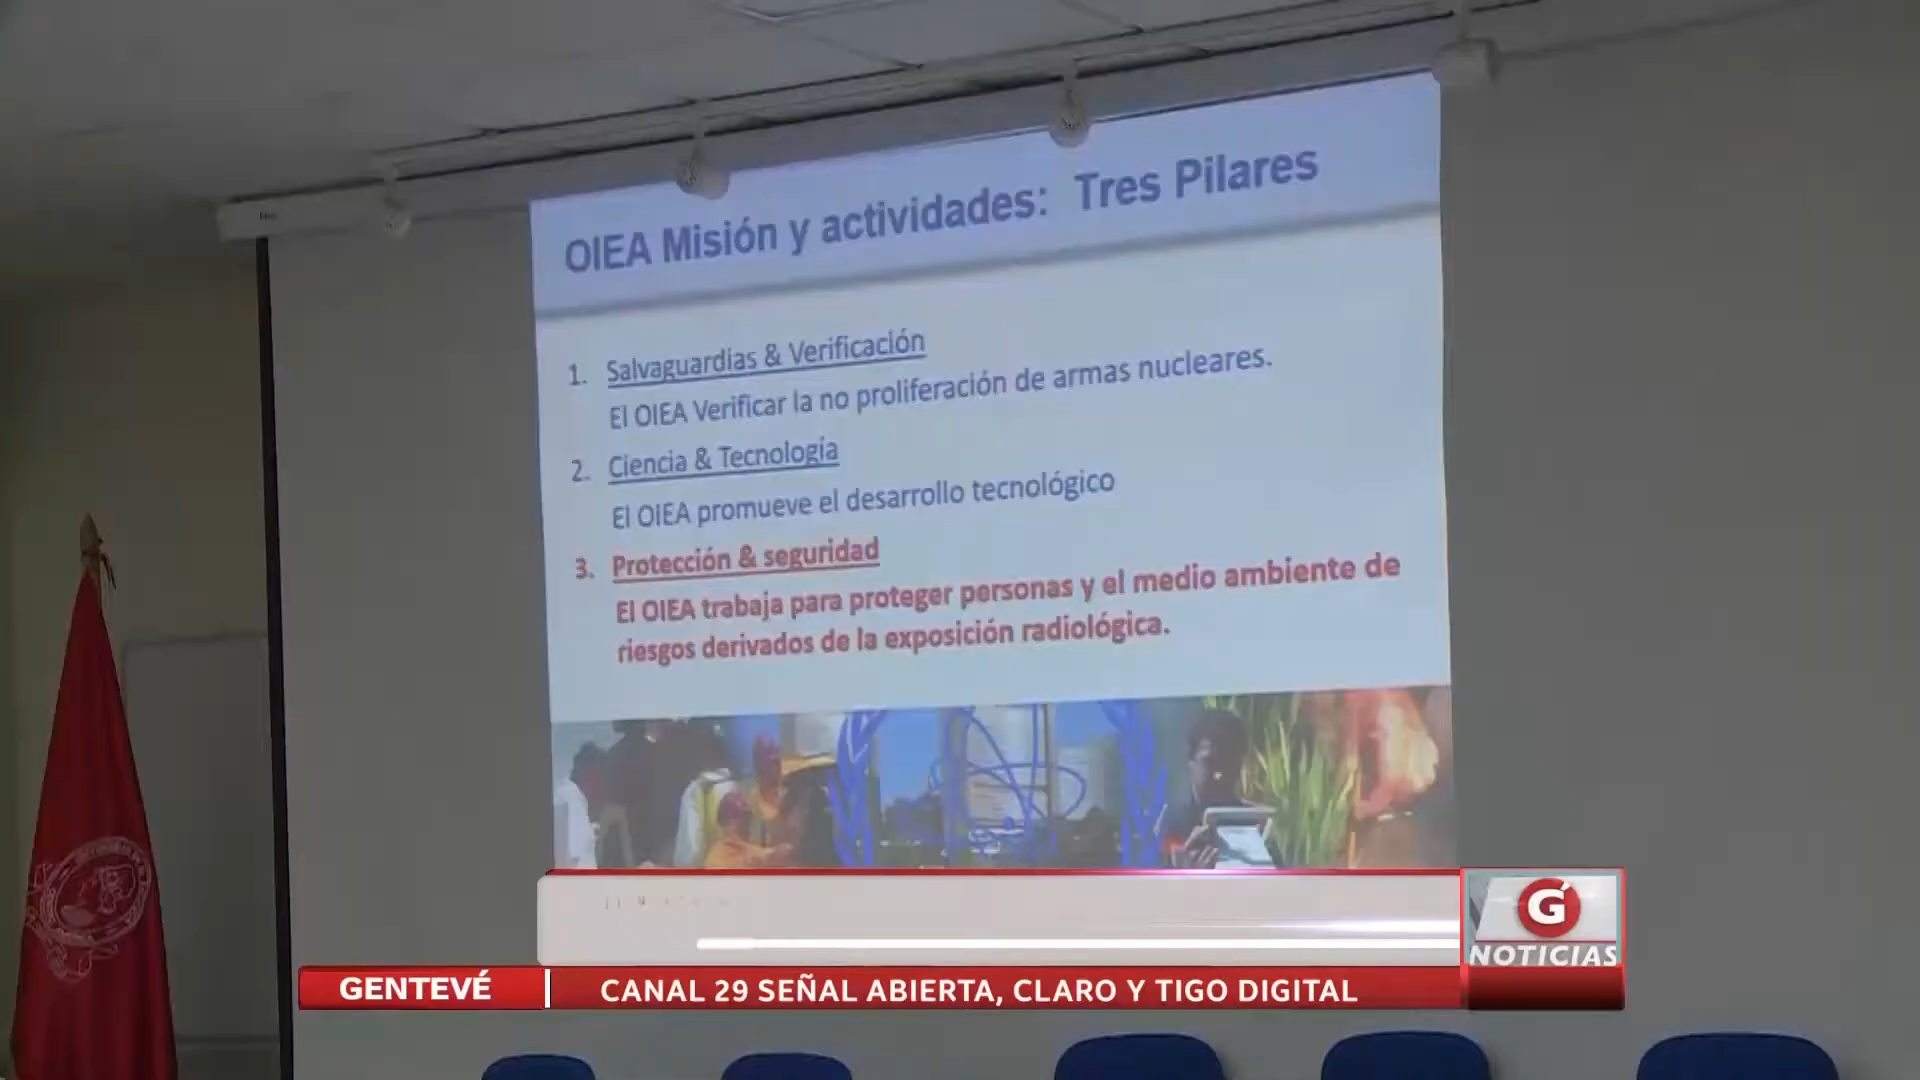 OIEA Misión y actividades: Tres Pilares
1. Salvaguardias & Verificación
El OIEA Verificar la no proliferación de armas nucleares.
2. Ciencia & Tecnología
El OIEA promueve el desarrollo tecnológico
3. Protección & seguridad
El OIEA trabaja para proteger personas y el medio ambiente de
riesgos derivados de la exposición radiológica.
G
NOTICIAS
GENTEVÉ
CANAL 29 SEÑAL ABIERTA, CLARO Y TIGO DIGITAL